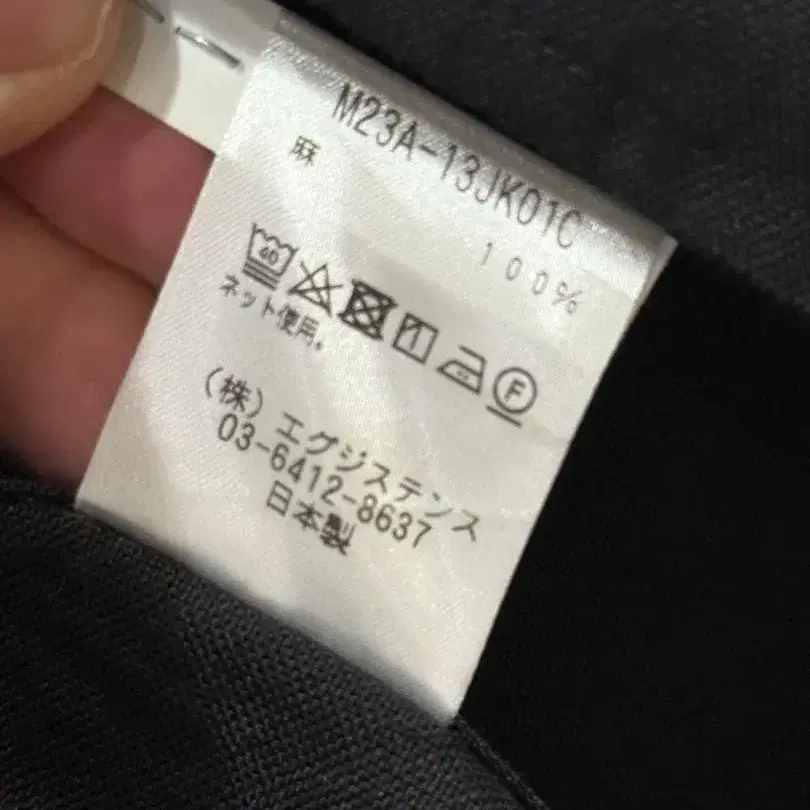 M23A-13JK01C
麻 100%
40
ネット使用。
F
(株) エグジステンス
03-6412-8637
日本製